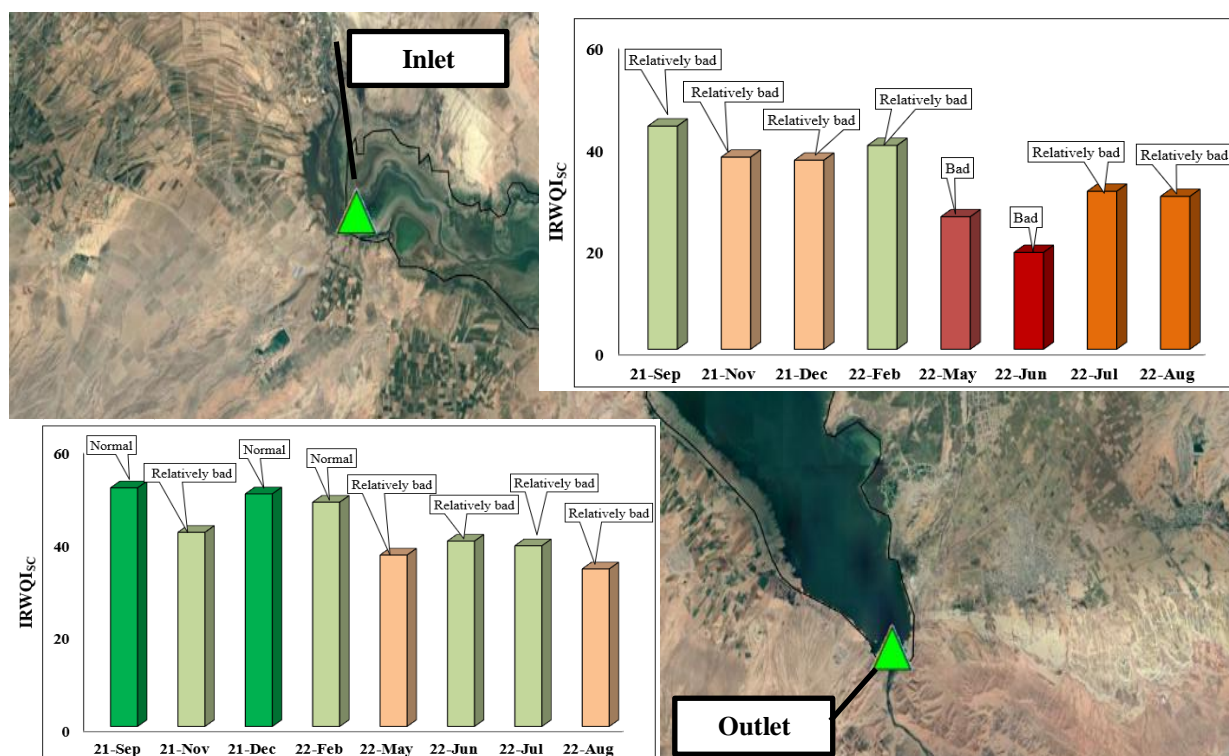 Inlet
60
40
20
0
IRWQI_SC
Relatively bad
Relatively bad
Relatively bad
Relatively bad
Bad
Bad
Relatively bad
Relatively bad
21-Sep 21-Nov 21-Dec 22-Feb 22-May 22-Jun 22-Jul 22-Aug
60
40
20
0
IRWQI_SC
Normal
Relatively bad
Normal
Normal
Relatively bad
Relatively bad
Relatively bad
Relatively bad
21-Sep 21-Nov 21-Dec 22-Feb 22-May 22-Jun 22-Jul 22-Aug
Outlet